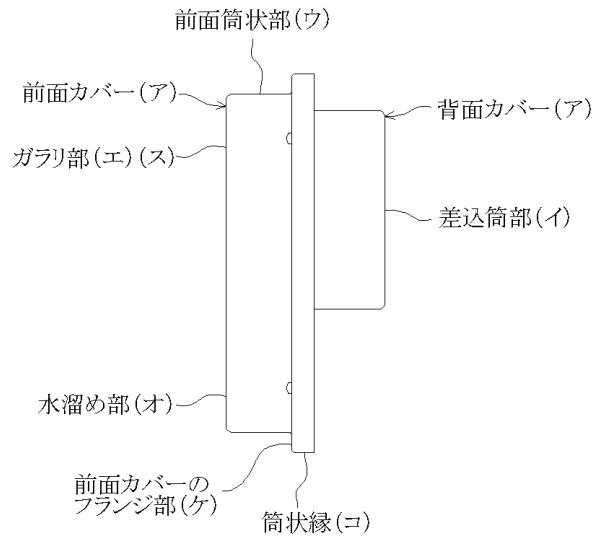 前面筒状部(ウ)
前面カバー(ア)
背面カバー(ア)
ガラリ部(エ)(ス)
差込筒部(イ)
水溜め部(オ)
前面カバーの
フランジ部(ケ)
筒状縁(コ)